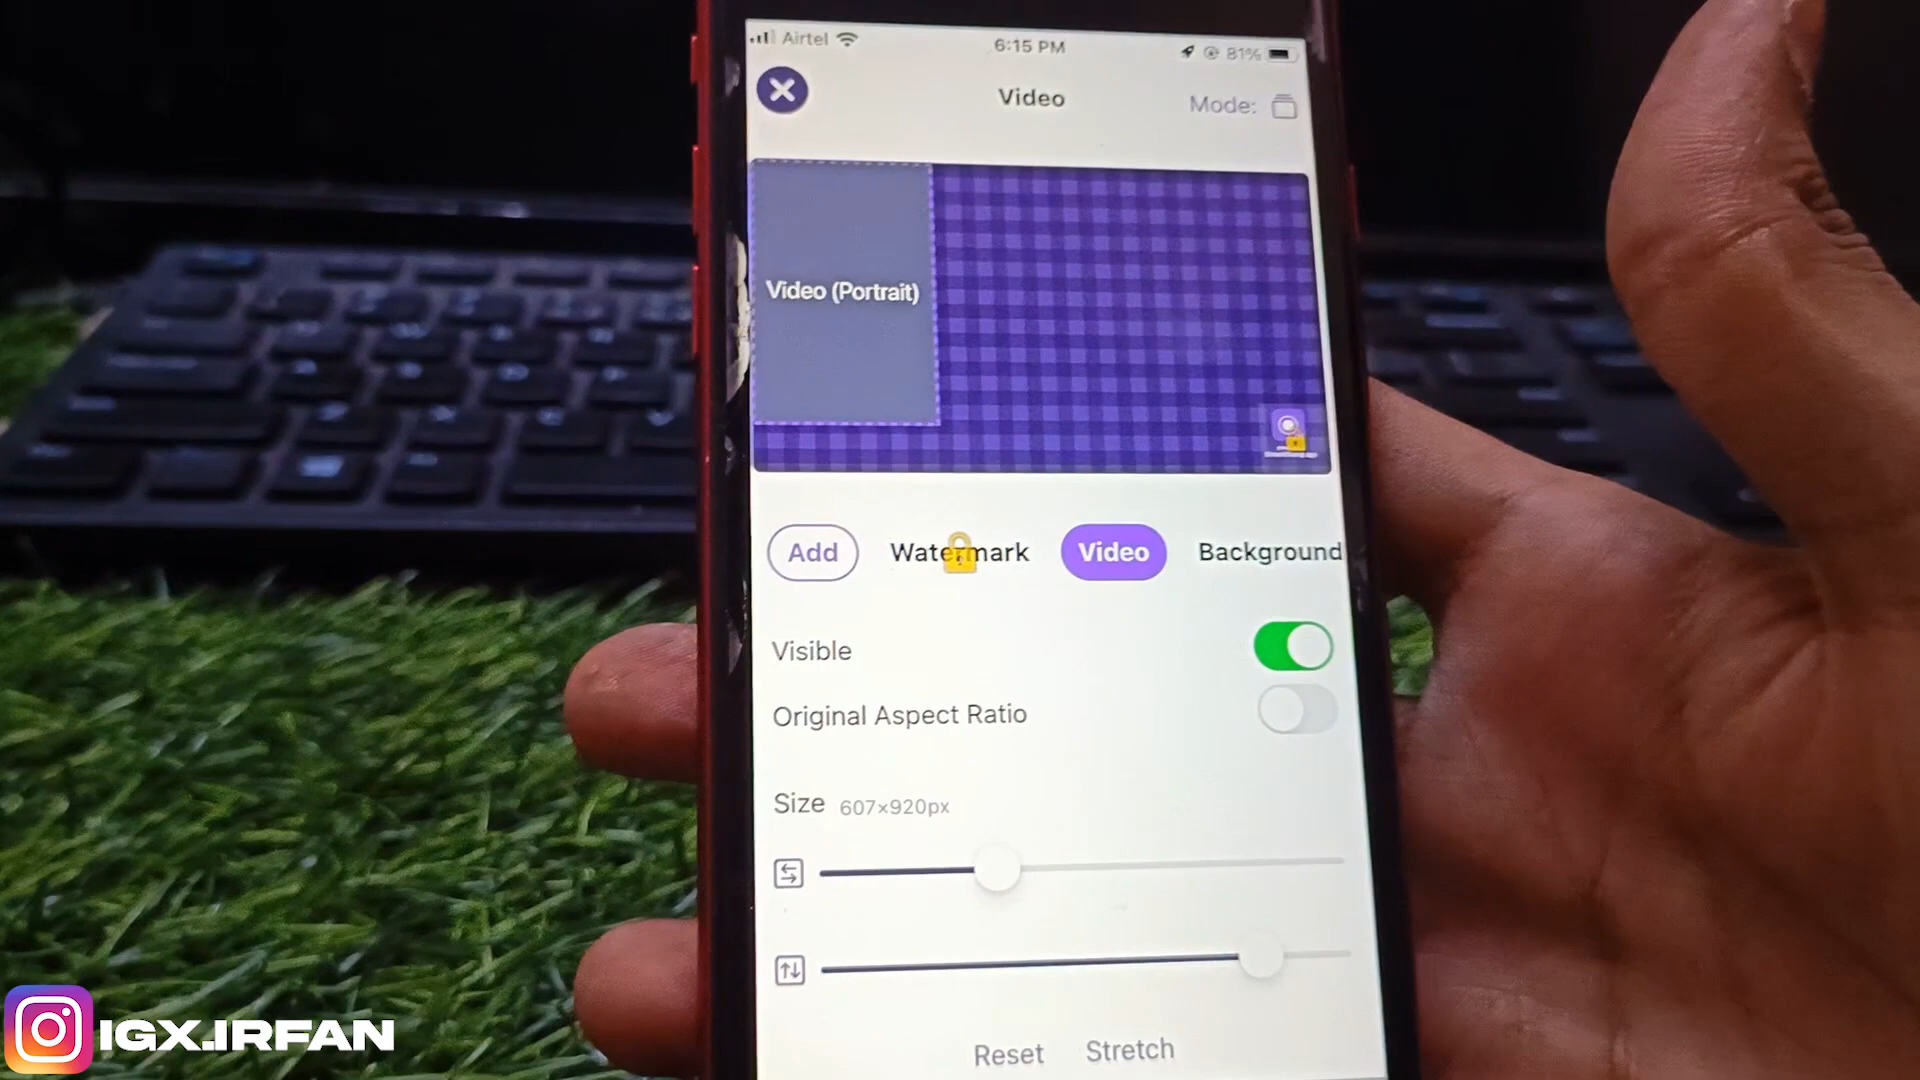 Airtel
6:15 PM
81%
Video
Mode:
Video (Portrait)
Add
Watermark
Video
Background
Visible
Original Aspect Ratio
Size 607×920px
Reset
Stretch
IGX.IRFAN